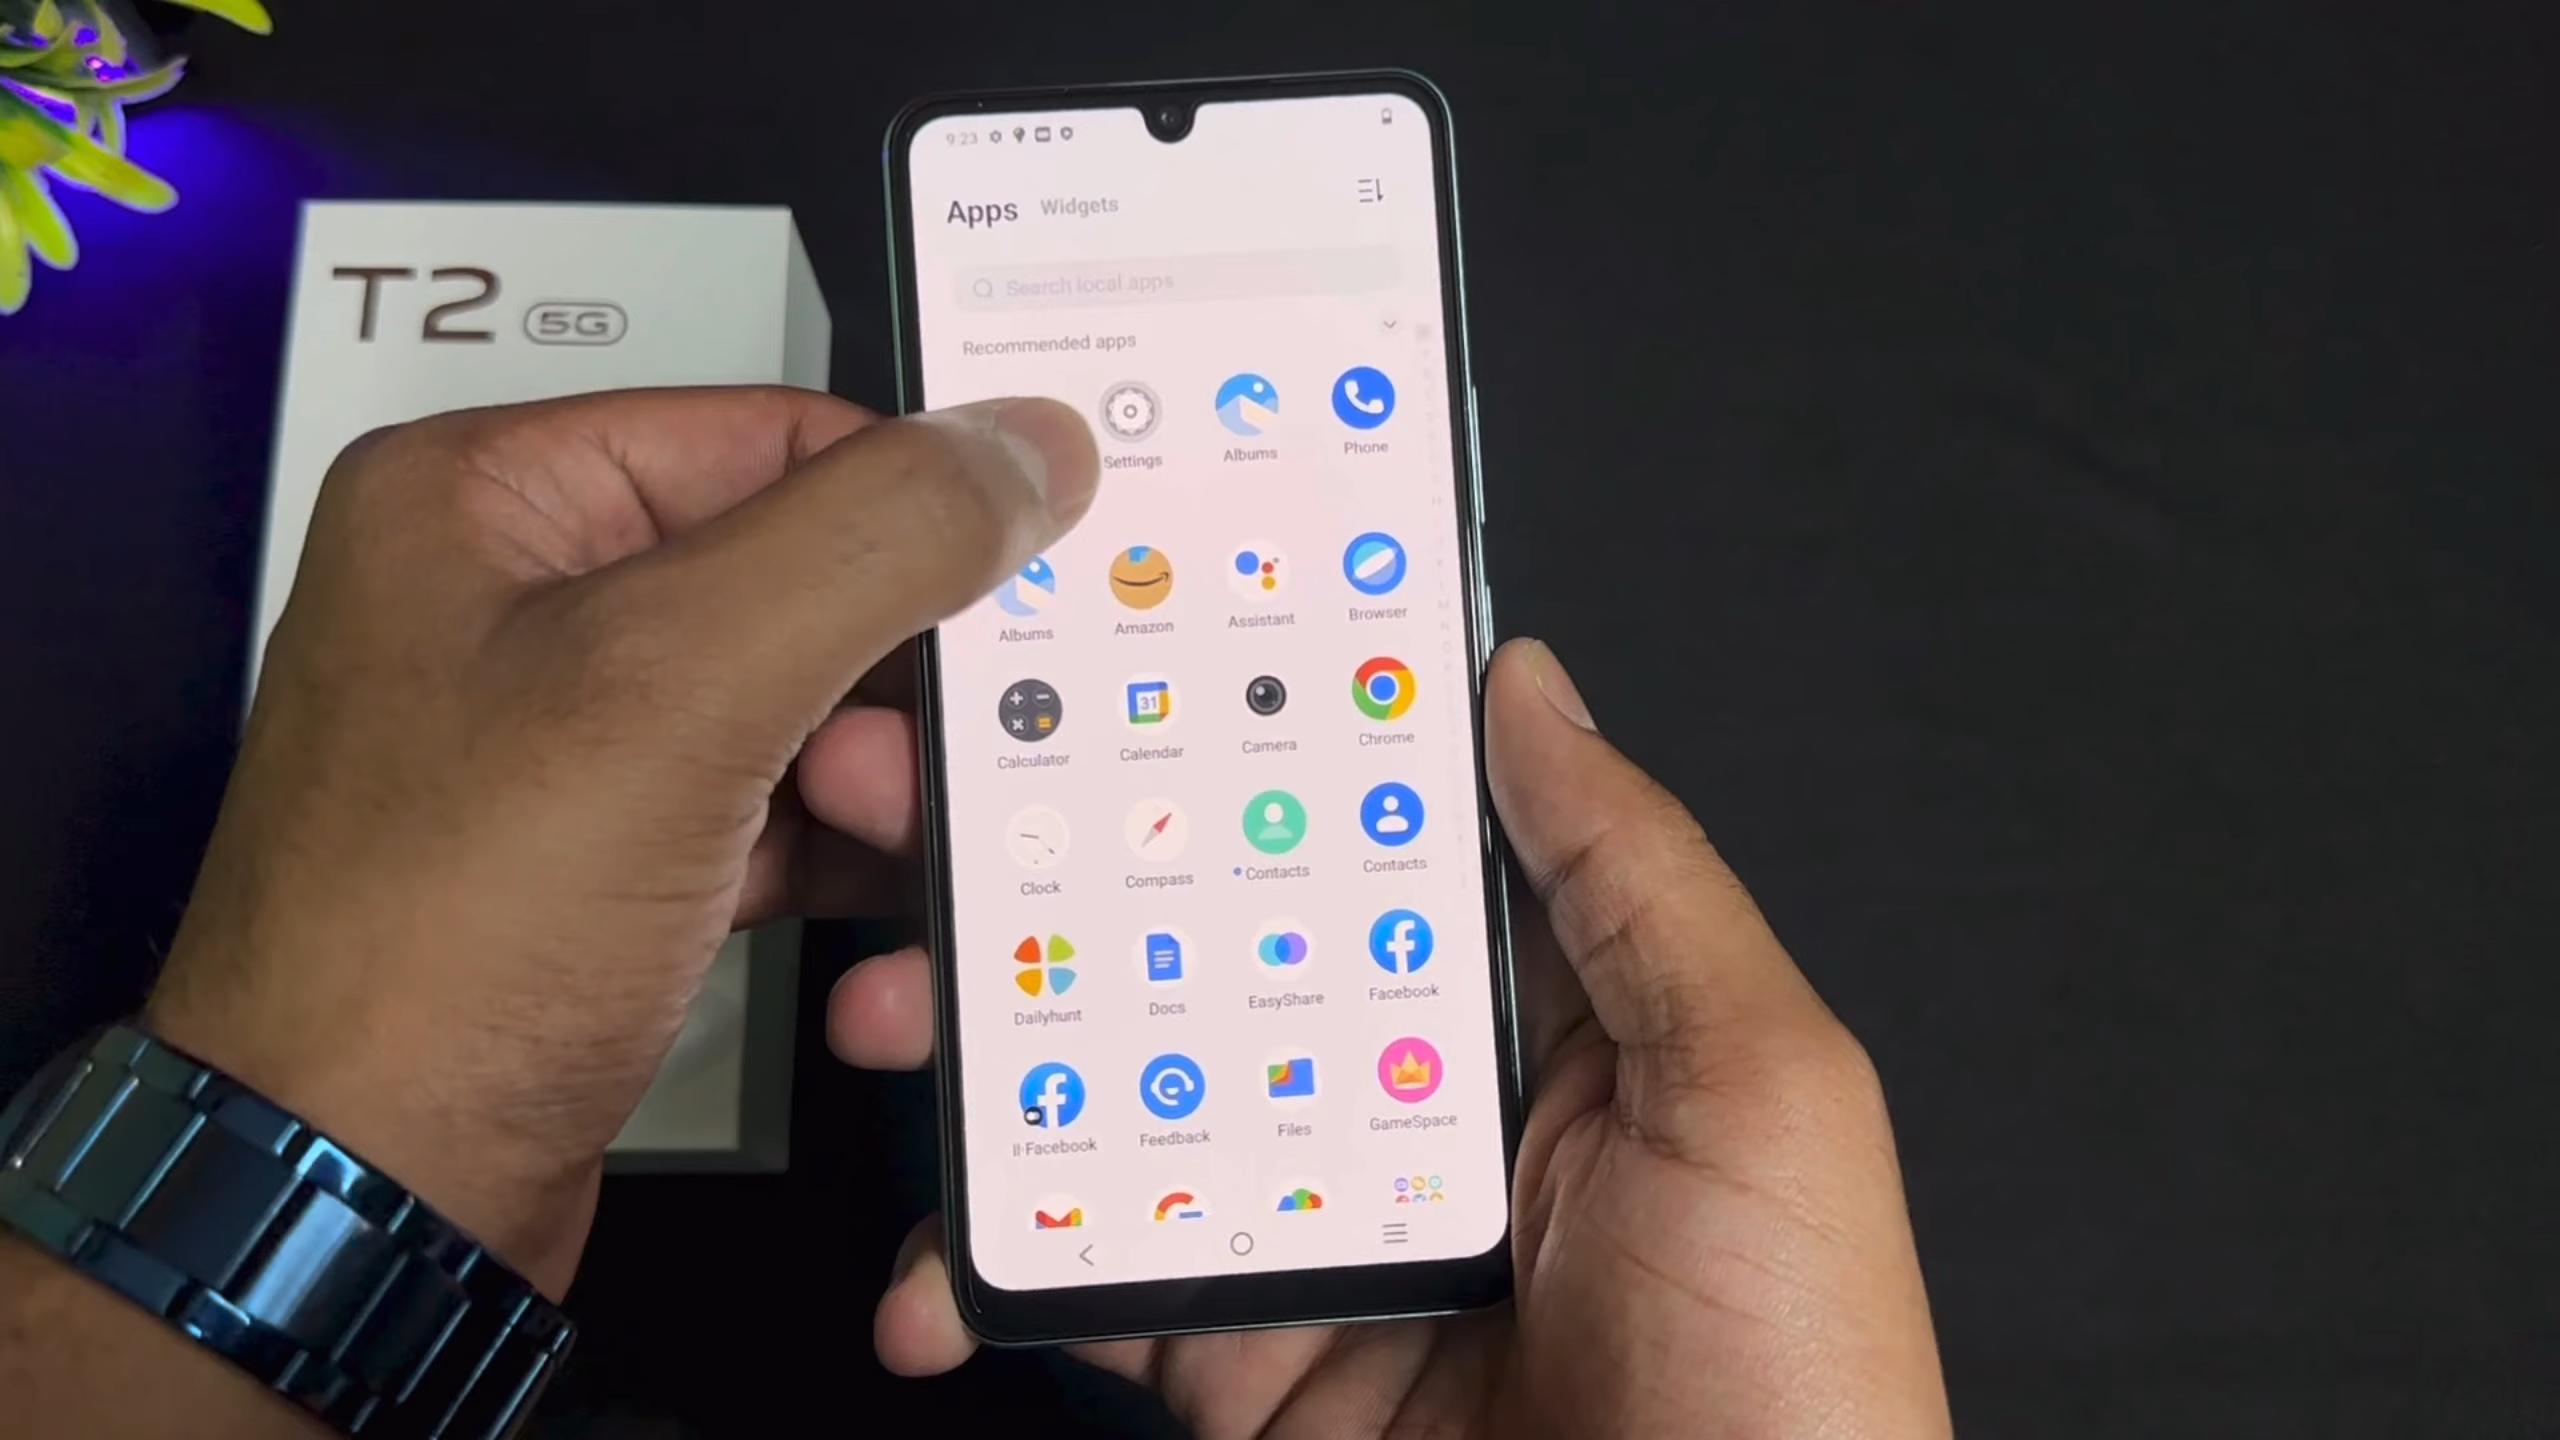 T2 5G
9:23
Apps Widgets
Search local apps
Recommended apps
Settings Albums Phone
Albums Amazon Assistant Browser
31
Calculator Calendar Camera Chrome
Clock Compass Contacts Contacts
Dailyhunt Docs EasyShare Facebook
II·Facebook Feedback Files GameSpace